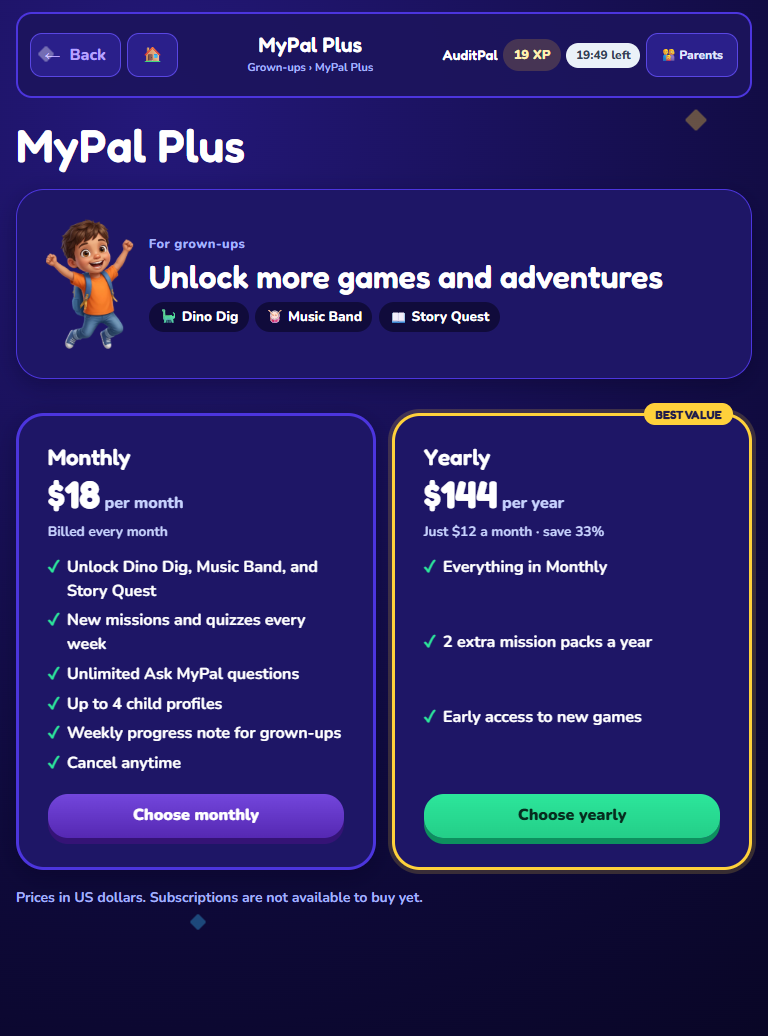 ← Back
MyPal Plus
Grown-ups › MyPal Plus
AuditPal
19 XP
19:49 left
Parents
MyPal Plus
For grown-ups
Unlock more games and adventures
Dino Dig
Music Band
Story Quest
Monthly
$18 per month
Billed every month
✓ Unlock Dino Dig, Music Band, and
Story Quest
✓ New missions and quizzes every
week
✓ Unlimited Ask MyPal questions
✓ Up to 4 child profiles
✓ Weekly progress note for grown-ups
✓ Cancel anytime
Choose monthly
BEST VALUE
Yearly
$144 per year
Just $12 a month · save 33%
✓ Everything in Monthly
✓ 2 extra mission packs a year
✓ Early access to new games
Choose yearly
Prices in US dollars. Subscriptions are not available to buy yet.